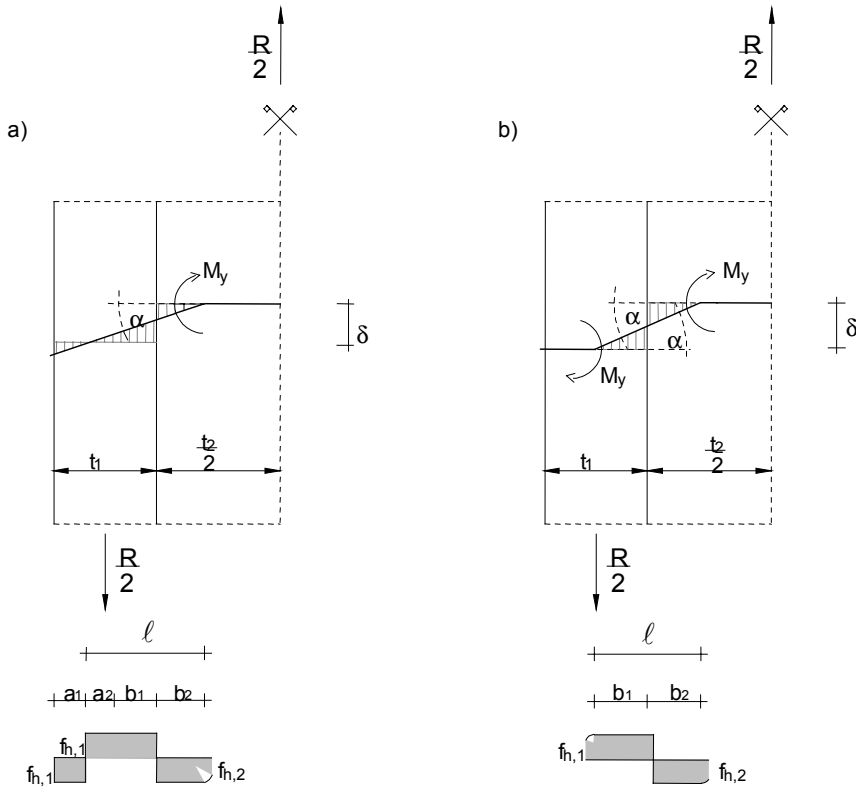 R/2 R/2
a) b)
My My
α δ α α δ
My
t1 t2/2 t1 t2/2
R/2 R/2
ℓ ℓ
a1 a2 b1 b2 b1 b2
fh,1 fh,1
fh,1 fh,2 fh,2